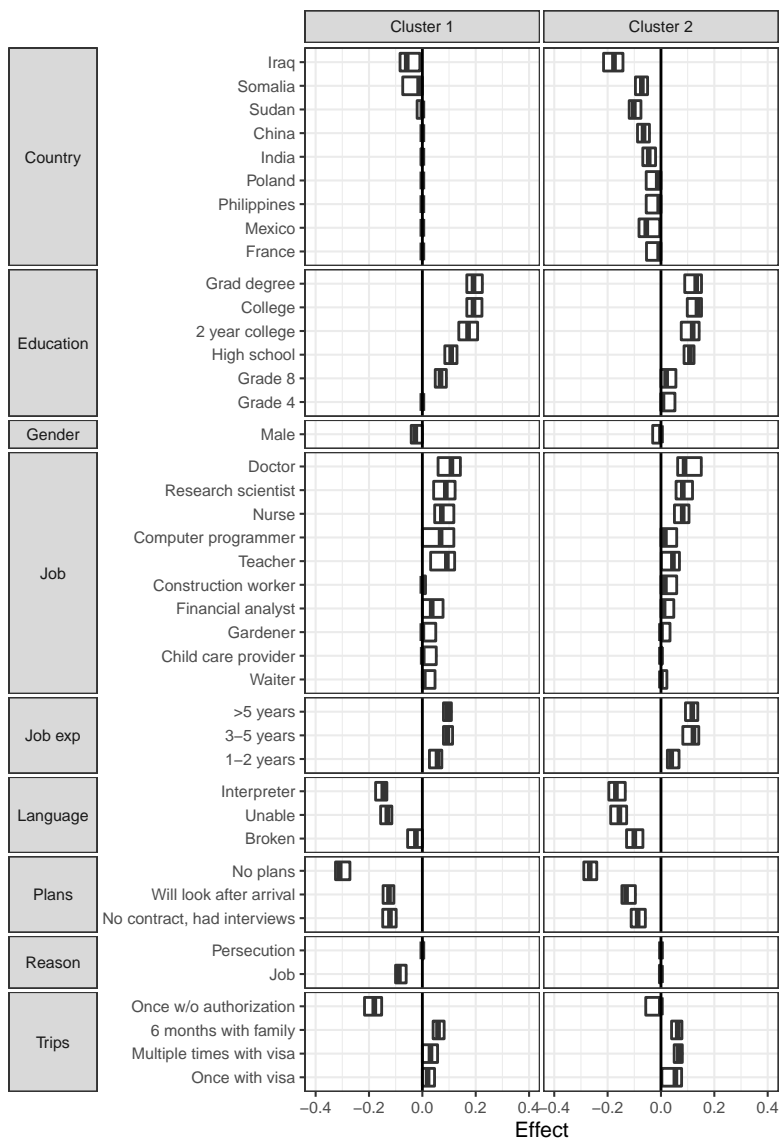 Cluster 1
Cluster 2
Country
Iraq
Somalia
Sudan
China
India
Poland
Philippines
Mexico
France
Education
Grad degree
College
2 year college
High school
Grade 8
Grade 4
Gender
Male
Job
Doctor
Research scientist
Nurse
Computer programmer
Teacher
Construction worker
Financial analyst
Gardener
Child care provider
Waiter
Job exp
>5 years
3–5 years
1–2 years
Language
Interpreter
Unable
Broken
Plans
No plans
Will look after arrival
No contract, had interviews
Reason
Persecution
Job
Trips
Once w/o authorization
6 months with family
Multiple times with visa
Once with visa
−0.4 −0.2 0.0 0.2 0.4 −0.4 −0.2 0.0 0.2 0.4
Effect